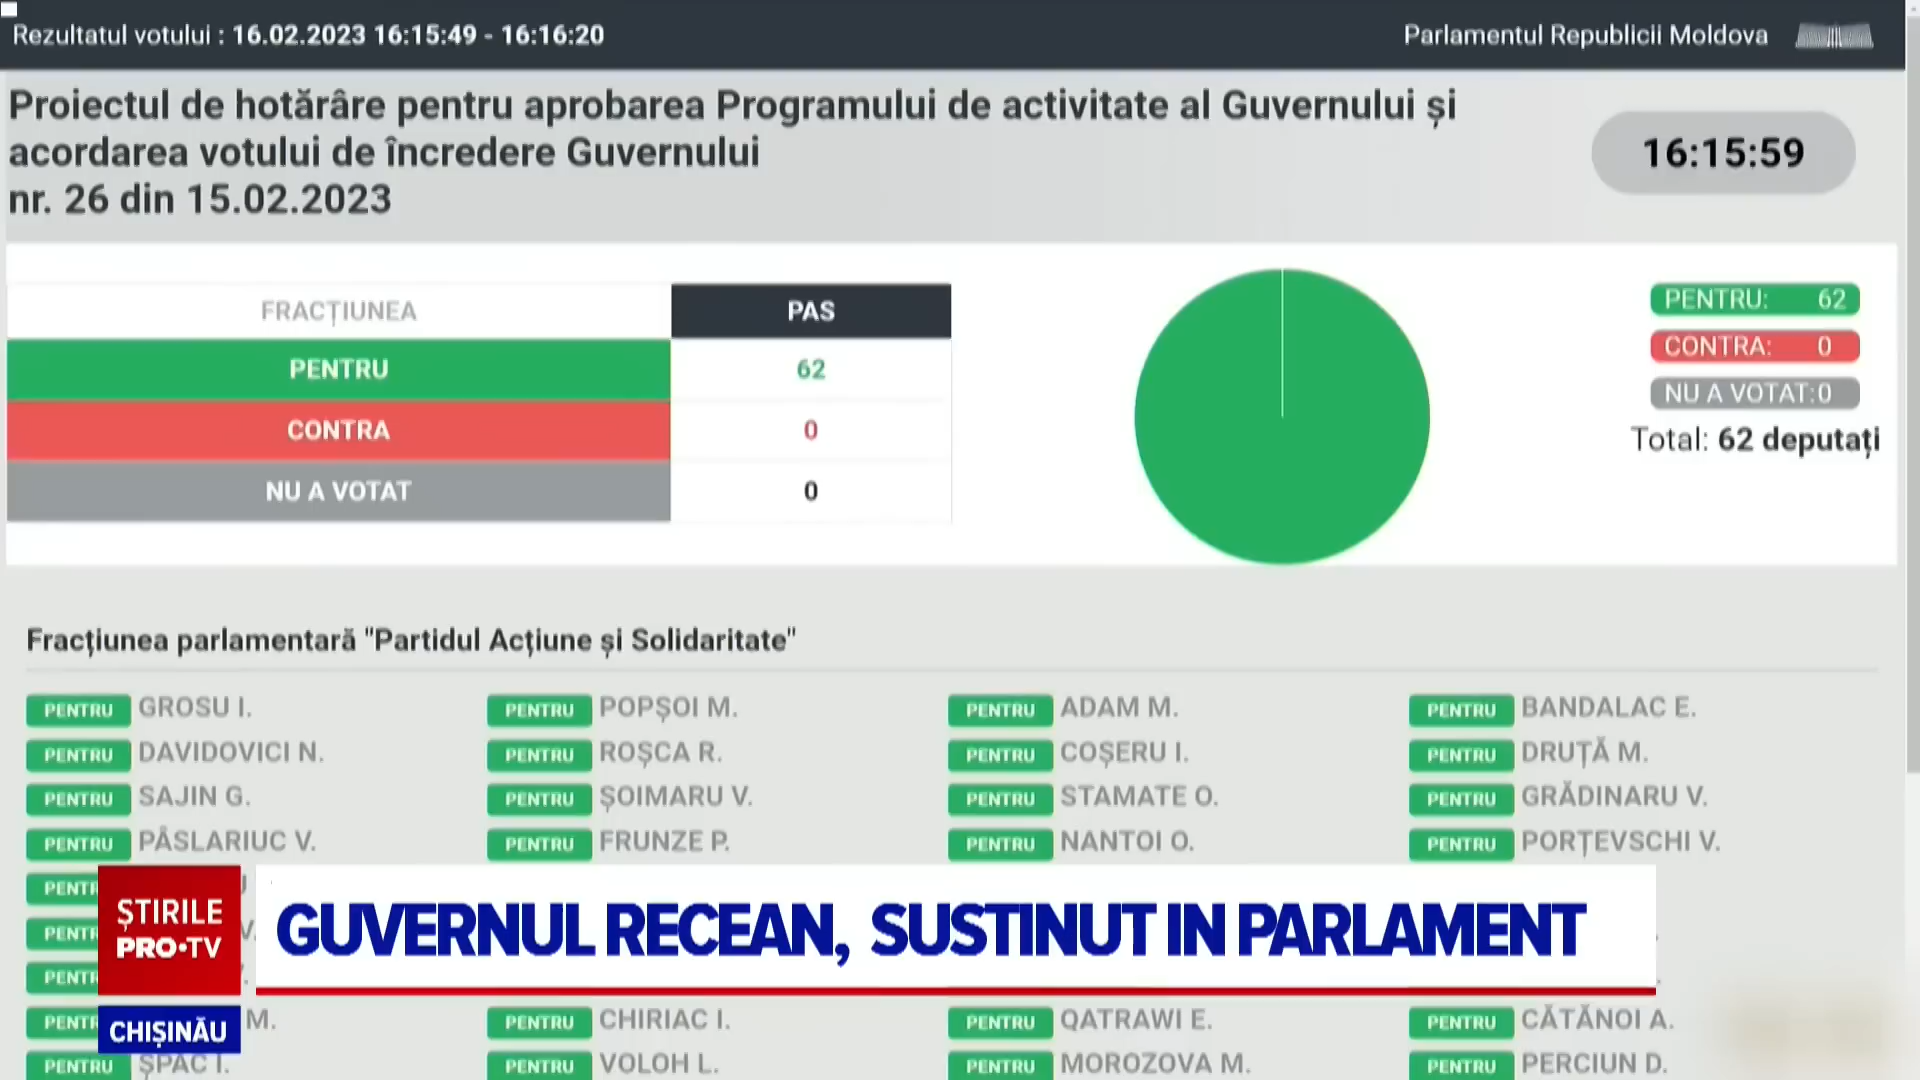 Rezultatul votului : 16.02.2023 16:15:49 - 16:16:20
Parlamentul Republicii Moldova
Proiectul de hotărâre pentru aprobarea Programului de activitate al Guvernului și
acordarea votului de încredere Guvernului
nr. 26 din 15.02.2023
16:15:59
FRACȚIUNEA PAS
PENTRU 62
CONTRA 0
NU A VOTAT 0
PENTRU: 62
CONTRA: 0
NU A VOTAT:0
Total: 62 deputați
Fracțiunea parlamentară "Partidul Acțiune și Solidaritate"
PENTRU GROSU I. PENTRU POPȘOI M. PENTRU ADAM M. PENTRU BANDALAC E.
PENTRU DAVIDOVICI N. PENTRU ROȘCA R. PENTRU COȘERU I. PENTRU DRUȚĂ M.
PENTRU SAJIN G. PENTRU ȘOIMARU V. PENTRU STAMATE O. PENTRU GRĂDINARU V.
PENTRU PÂSLARIUC V. PENTRU FRUNZE P. PENTRU NANTOI O. PENTRU PORȚEVSCHI V.
ȘTIRILE
PRO•TV
CHIȘINĂU
GUVERNUL RECEAN, SUSTINUT IN PARLAMENT
M. PENTRU CHIRIAC I. PENTRU QATRAWI E. PENTRU CĂTĂNOI A.
PENTRU ȘPAC I. PENTRU VOLOH L. PENTRU MOROZOVA M. PENTRU PERCIUN D.